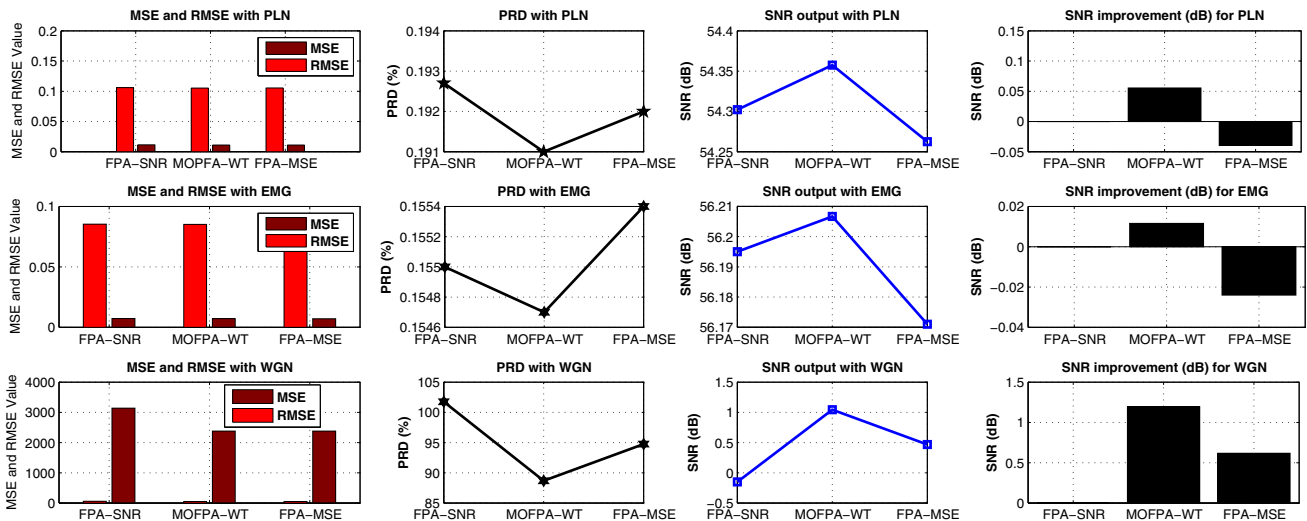 MSE and RMSE with PLN
MSE and RMSE Value
0.2
0.15
0.1
0.05
0
MSE
RMSE
FPA−SNR MOPFA−WT FPA−MSE
PRD with PLN
PRD (%)
0.194
0.193
0.192
0.191
FPA−SNR MOFPA−WT FPA−MSE
SNR output with PLN
SNR (dB)
54.4
54.35
54.3
54.25
FPA−SNR MOFPA−WT FPA−MSE
SNR improvement (dB) for PLN
SNR (dB)
0.15
0.1
0.05
0
−0.05
FPA−SNR MOFPA−WT FPA−MSE
MSE and RMSE with EMG
MSE and RMSE Value
0.1
0.05
0
MSE
RMSE
FPA−SNR MOFPA−WT FPA−MSE
PRD with EMG
PRD (%)
0.1554
0.1552
0.155
0.1548
0.1546
FPA−SNR MOFPA−WT FPA−MSE
SNR output with EMG
SNR (dB)
56.21
56.2
56.19
56.18
56.17
FPA−SNR MOFPA−WT FPA−MSE
SNR improvement (dB) for EMG
SNR (dB)
0.02
0
−0.02
−0.04
FPA−SNR MOFPA−WT FPA−MSE
MSE and RMSE with WGN
MSE and RMSE Value
4000
3000
2000
1000
0
MSE
RMSE
FPA−SNR MOFPA−WT FPA−MSE
PRD with WGN
PRD (%)
105
100
95
90
85
FPA−SNR MOFPA−WT FPA−MSE
SNR output with WGN
SNR (dB)
1.5
1
0.5
0
−0.5
FPA−SNR MOFPA−WT FPA−MSE
SNR improvement (dB) for WGN
SNR (dB)
1.5
1
0.5
0
FPA−SNR MOFPA−WT FPA−MSE